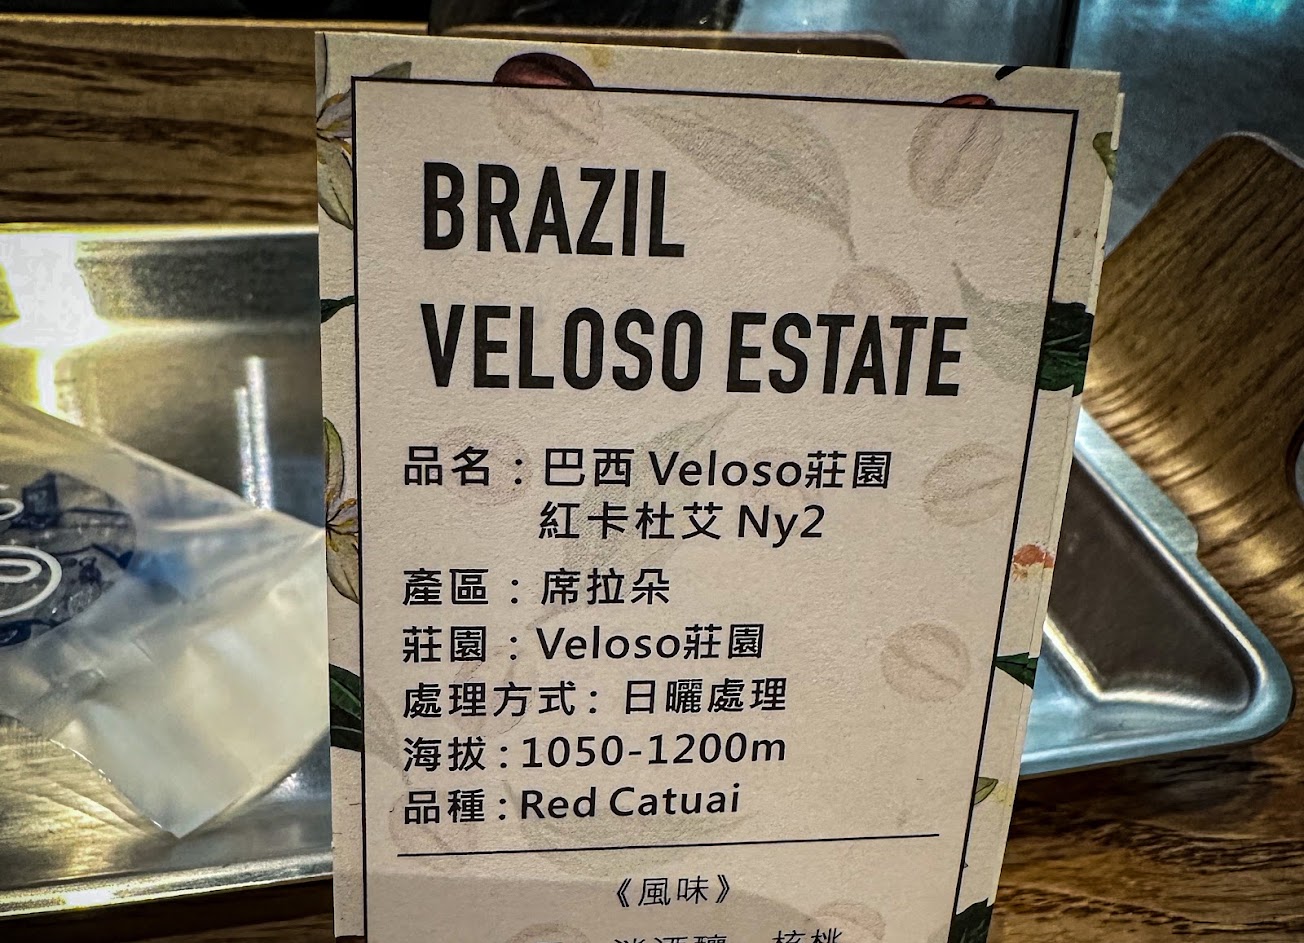 BRAZIL
VELOSO ESTATE
品名：巴西 Veloso莊園
紅卡杜艾 Ny2
產區：席拉朵
莊園：Veloso莊園
處理方式：日曬處理
海拔：1050-1200m
品種：Red Catuai
《風味》